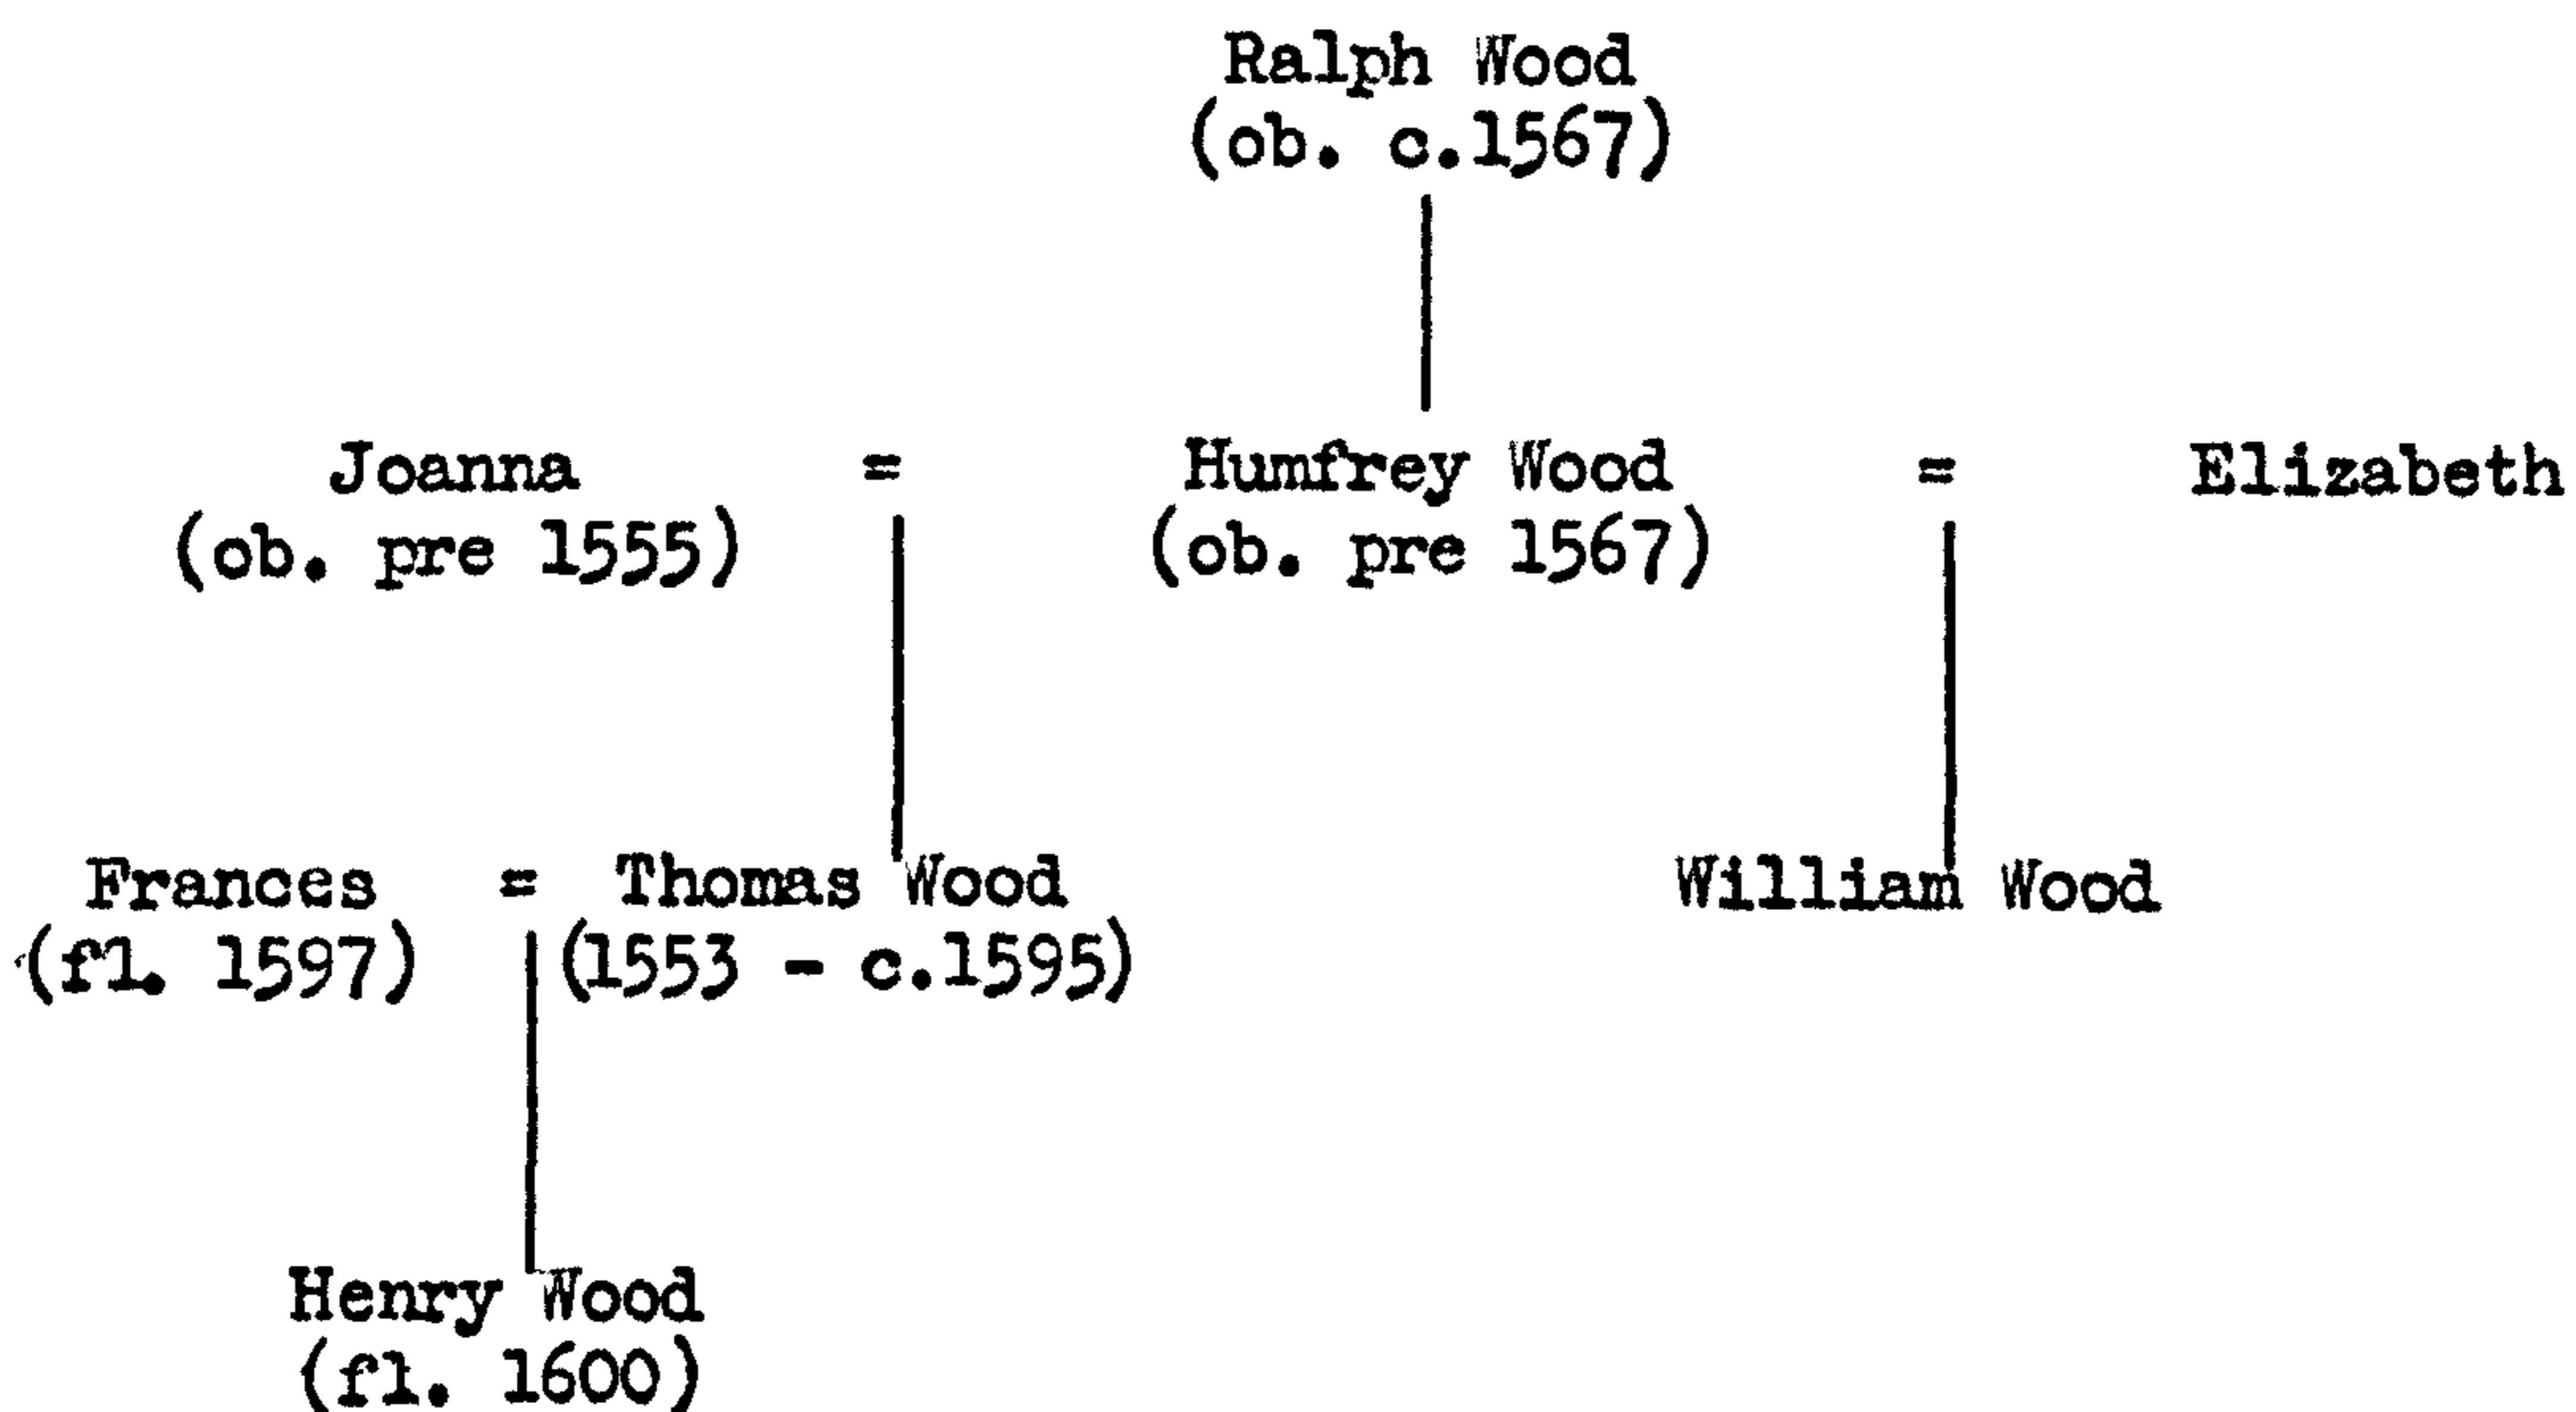 Ralph Wood
(ob. c.1567)
Joanna = Humfrey Wood = Elizabeth
(ob. pre 1555) (ob. pre 1567)
Frances = Thomas Wood William Wood
(fl. 1597) (1553 - c.1595)
Henry Wood
(fl. 1600)